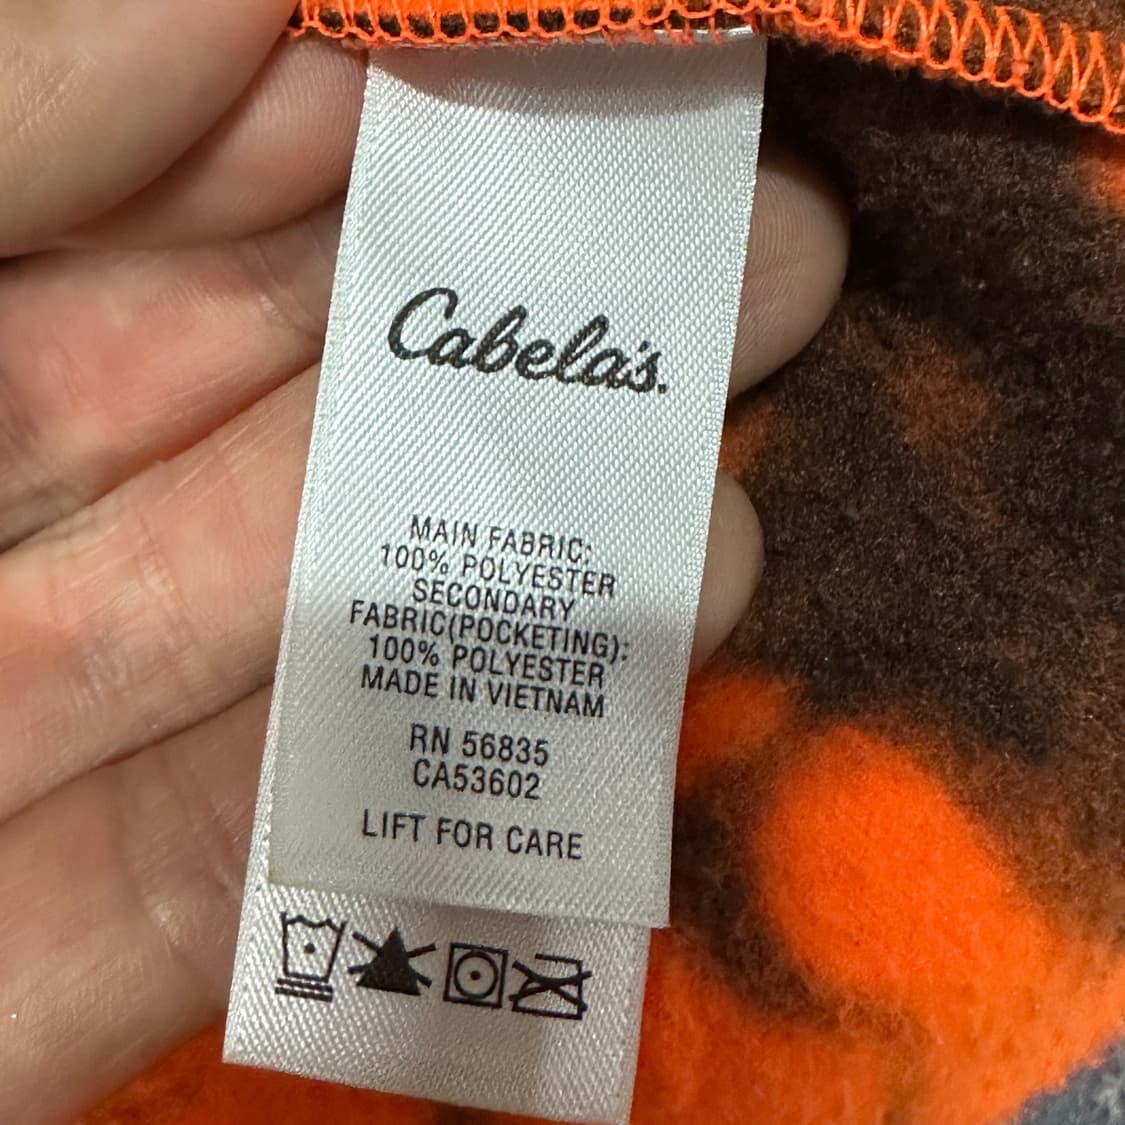 Cabela's.
MAIN FABRIC:
100% POLYESTER
SECONDARY
FABRIC(POCKETING):
100% POLYESTER
MADE IN VIETNAM
RN 56835
CA53602
LIFT FOR CARE